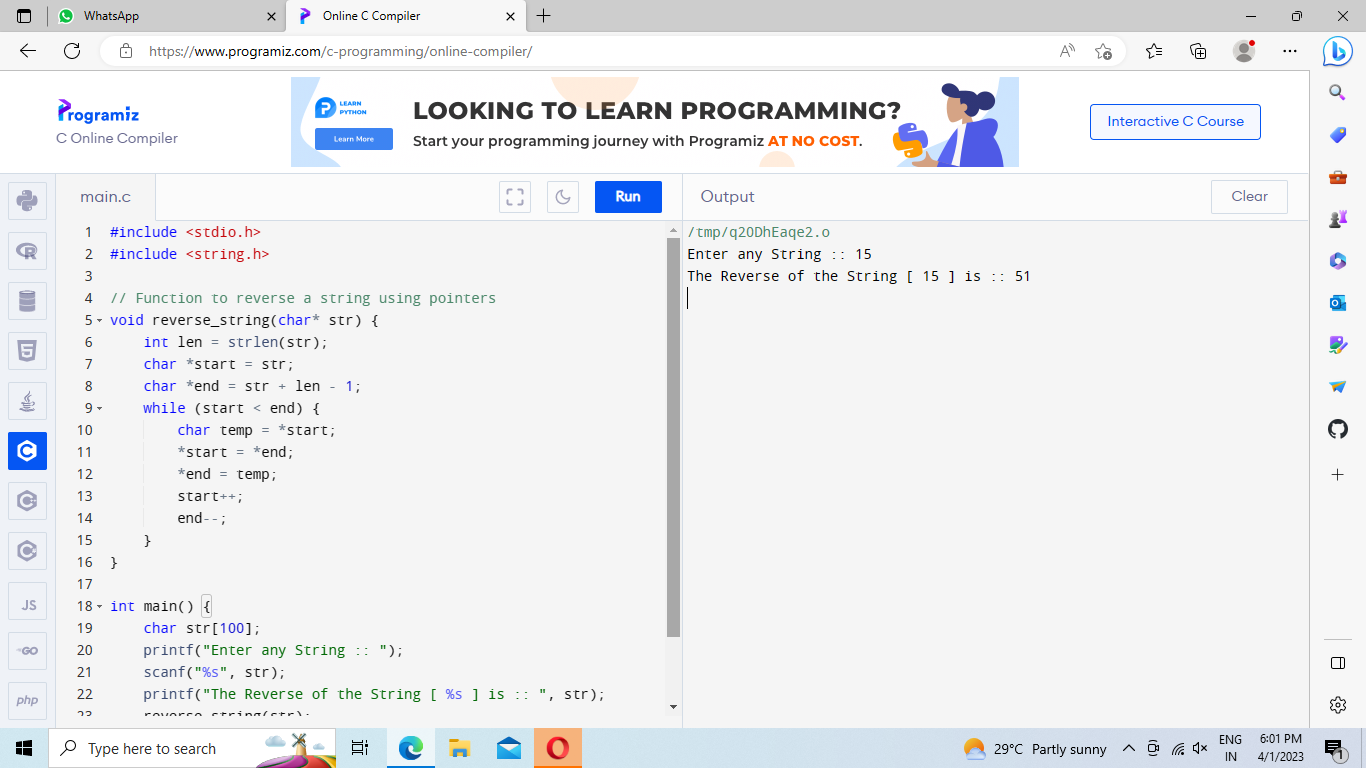 WhatsApp
Online C Compiler
https://www.programiz.com/c-programming/online-compiler/
Programiz
C Online Compiler
LEARN
PYTHON
Learn More
LOOKING TO LEARN PROGRAMMING?
Start your programming journey with Programiz AT NO COST.
Interactive C Course
main.c
Run
Output
Clear
1 #include <stdio.h>
2 #include <string.h>
3
4 // Function to reverse a string using pointers
5 void reverse_string(char* str) {
6 int len = strlen(str);
7 char *start = str;
8 char *end = str + len - 1;
9 while (start < end) {
10 char temp = *start;
11 *start = *end;
12 *end = temp;
13 start++;
14 end--;
15 }
16 }
17
18 int main() {
19 char str[100];
20 printf("Enter any String :: ");
21 scanf("%s", str);
22 printf("The Reverse of the String [ %s ] is :: ", str);
23 reverse_string(str);
/tmp/q2ODhEaqe2.o
Enter any String :: 15
The Reverse of the String [ 15 ] is :: 51
JS
GO
php
Type here to search
29°C Partly sunny
ENG
IN
6:01 PM
4/1/2023
1